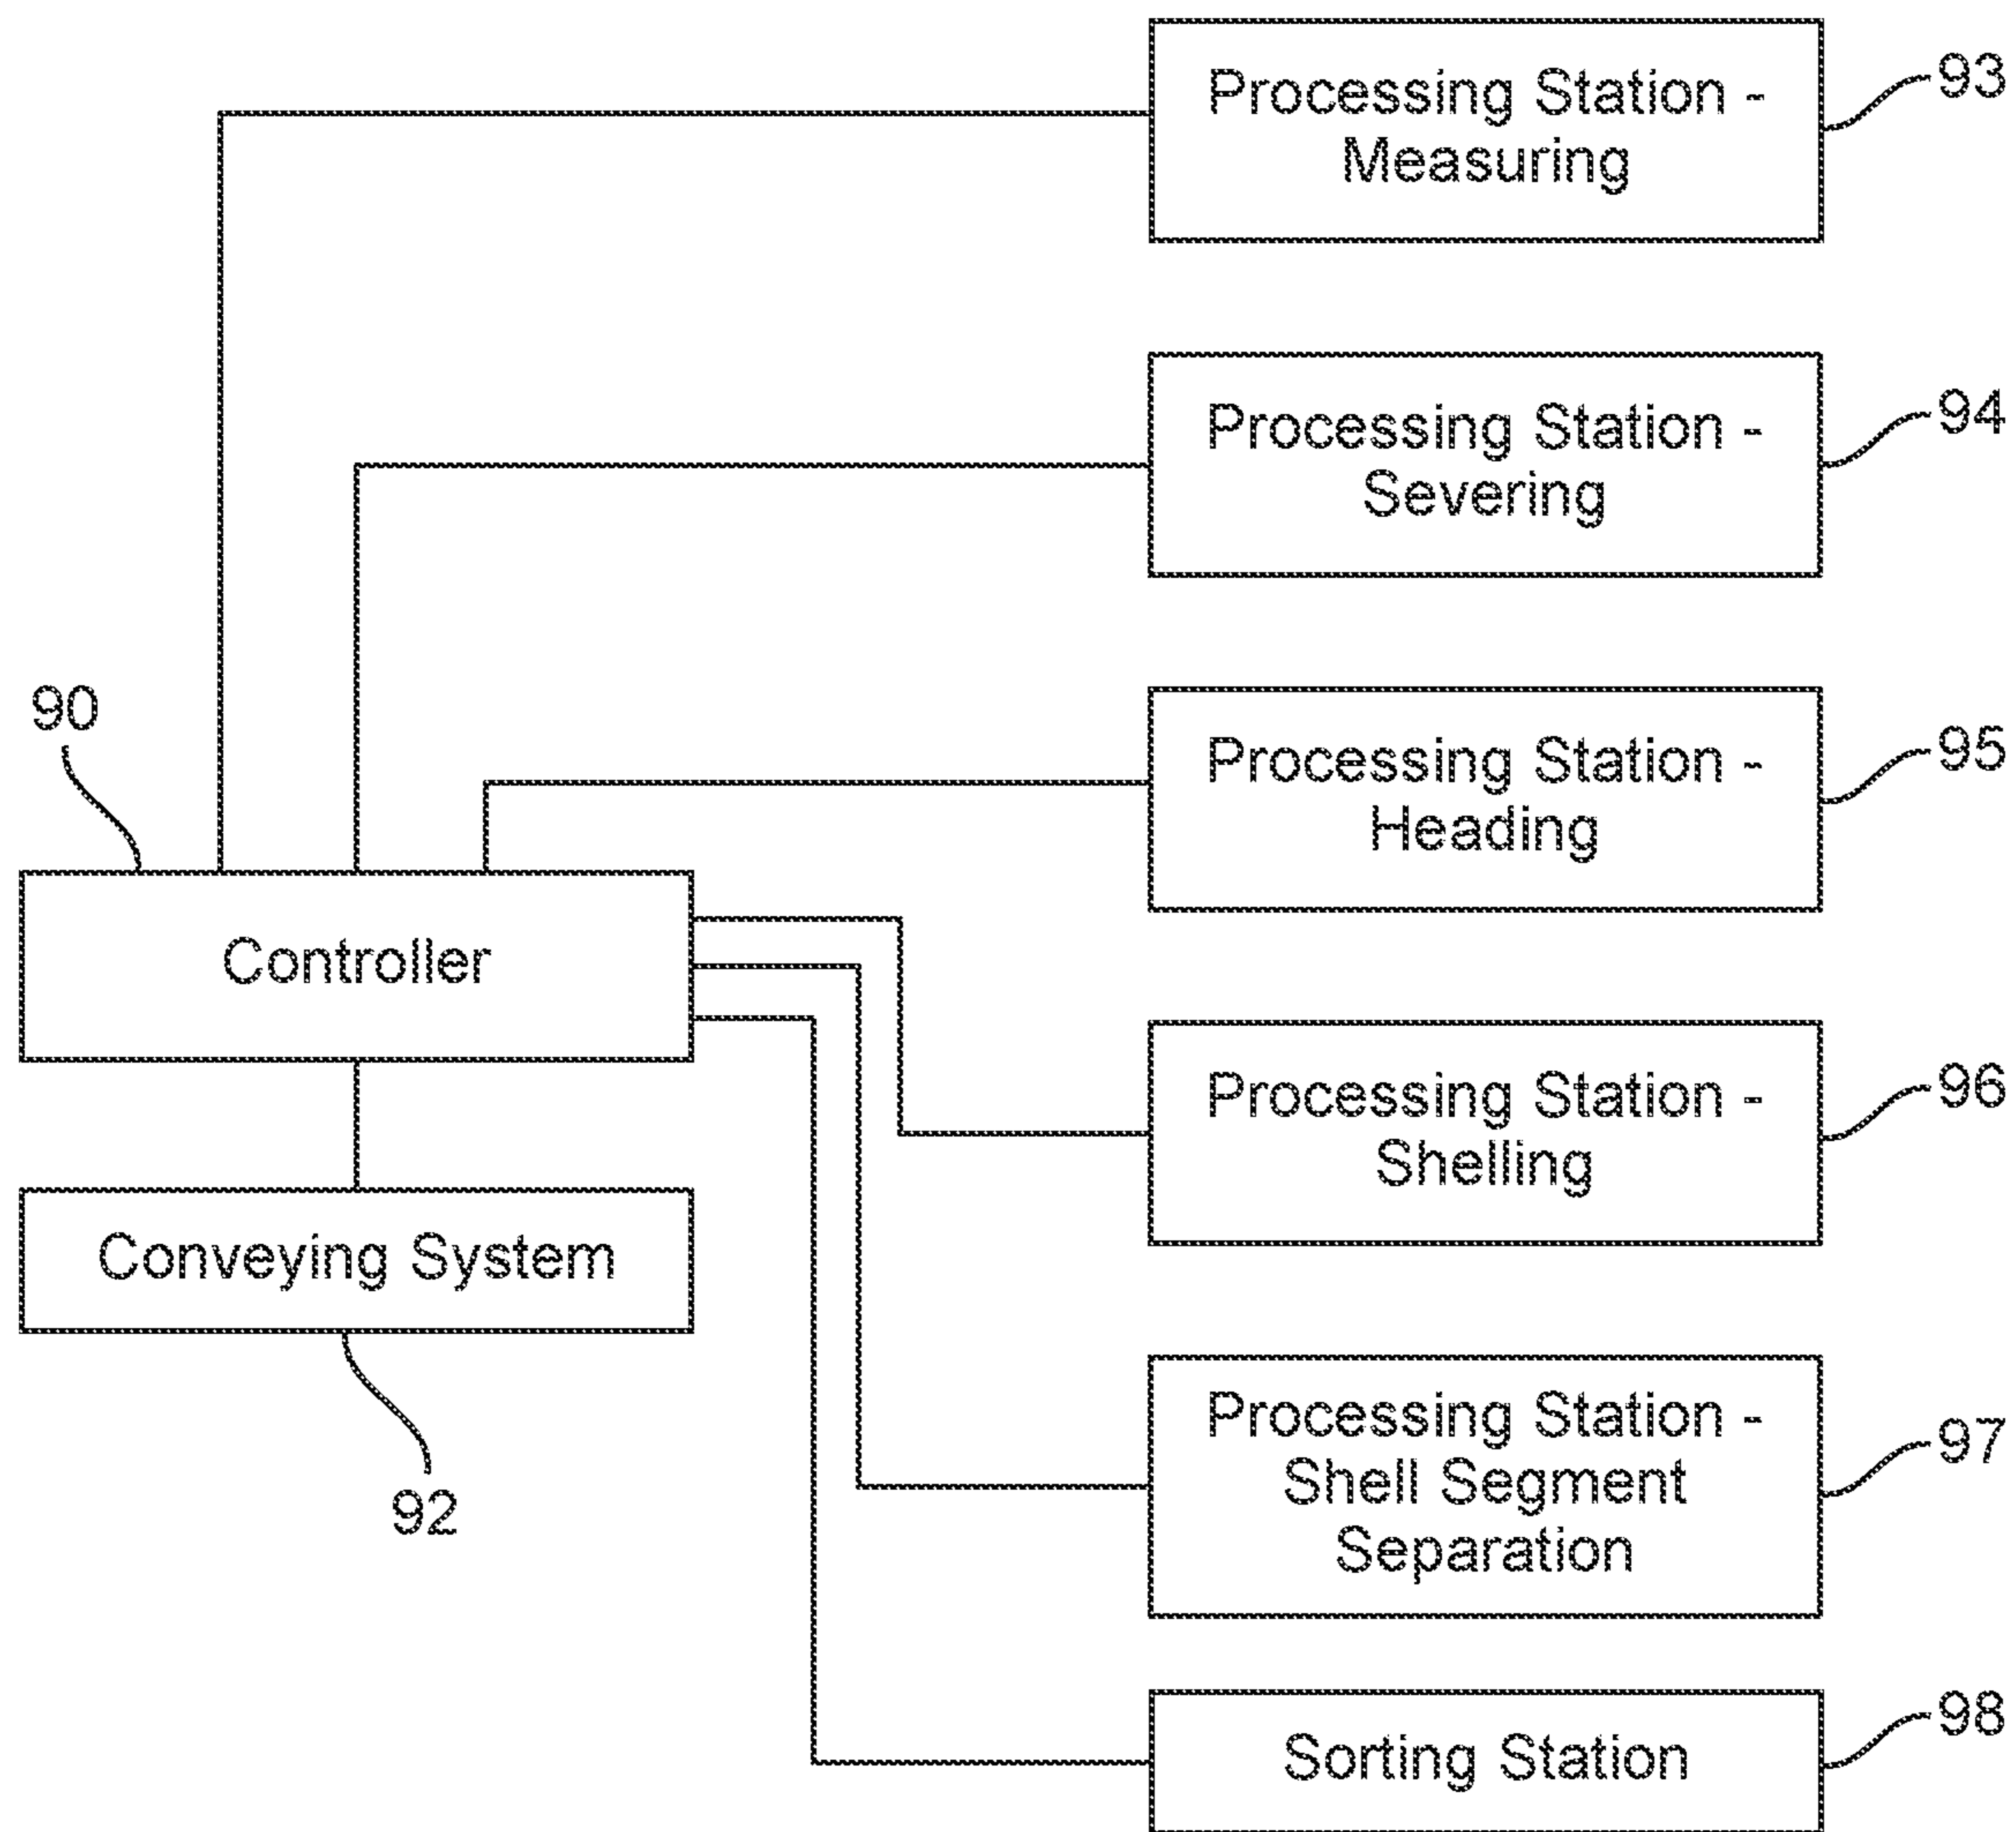 Processing Station -
Measuring
93
Processing Station -
Severing
94
90
Processing Station -
Heading
95
Controller
Processing Station -
Shelling
96
Conveying System
92
Processing Station -
Shell Segment
Separation
97
Sorting Station
98